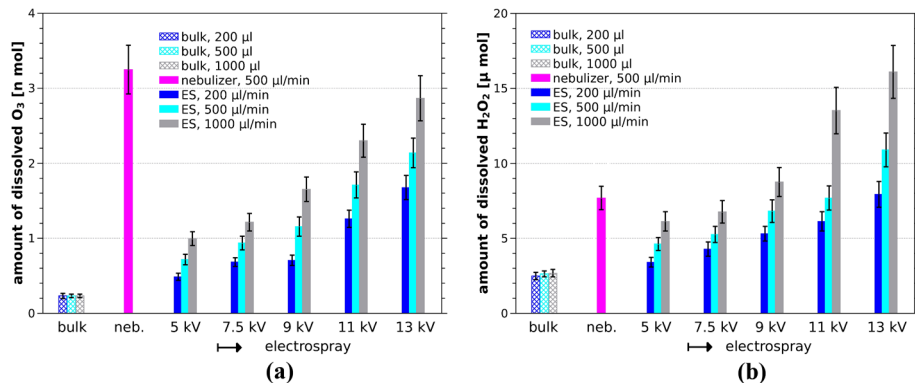 amount of dissolved O₃ [n mol]
4
3
2
1
0
bulk, 200 µl
bulk, 500 µl
bulk, 1000 µl
nebulizer, 500 µl/min
ES, 200 µl/min
ES, 500 µl/min
ES, 1000 µl/min
bulk neb. 5 kV 7.5 kV 9 kV 11 kV 13 kV
electrospray
(a)
amount of dissolved H₂O₂ [µ mol]
20
15
10
5
0
bulk, 200 µl
bulk, 500 µl
bulk, 1000 µl
nebulizer, 500 µl/min
ES, 200 µl/min
ES, 500 µl/min
ES, 1000 µl/min
bulk neb. 5 kV 7.5 kV 9 kV 11 kV 13 kV
electrospray
(b)